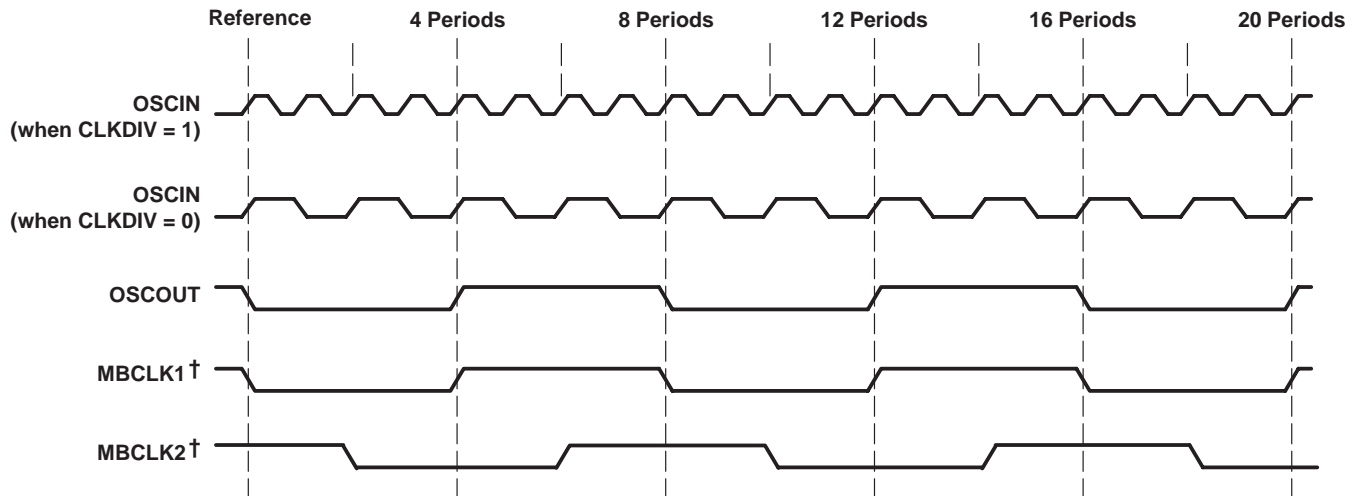 Reference 4 Periods 8 Periods 12 Periods 16 Periods 20 Periods
OSCIN
(when CLKDIV = 1)
OSCIN
(when CLKDIV = 0)
OSCOUT
MBCLK1†
MBCLK2†